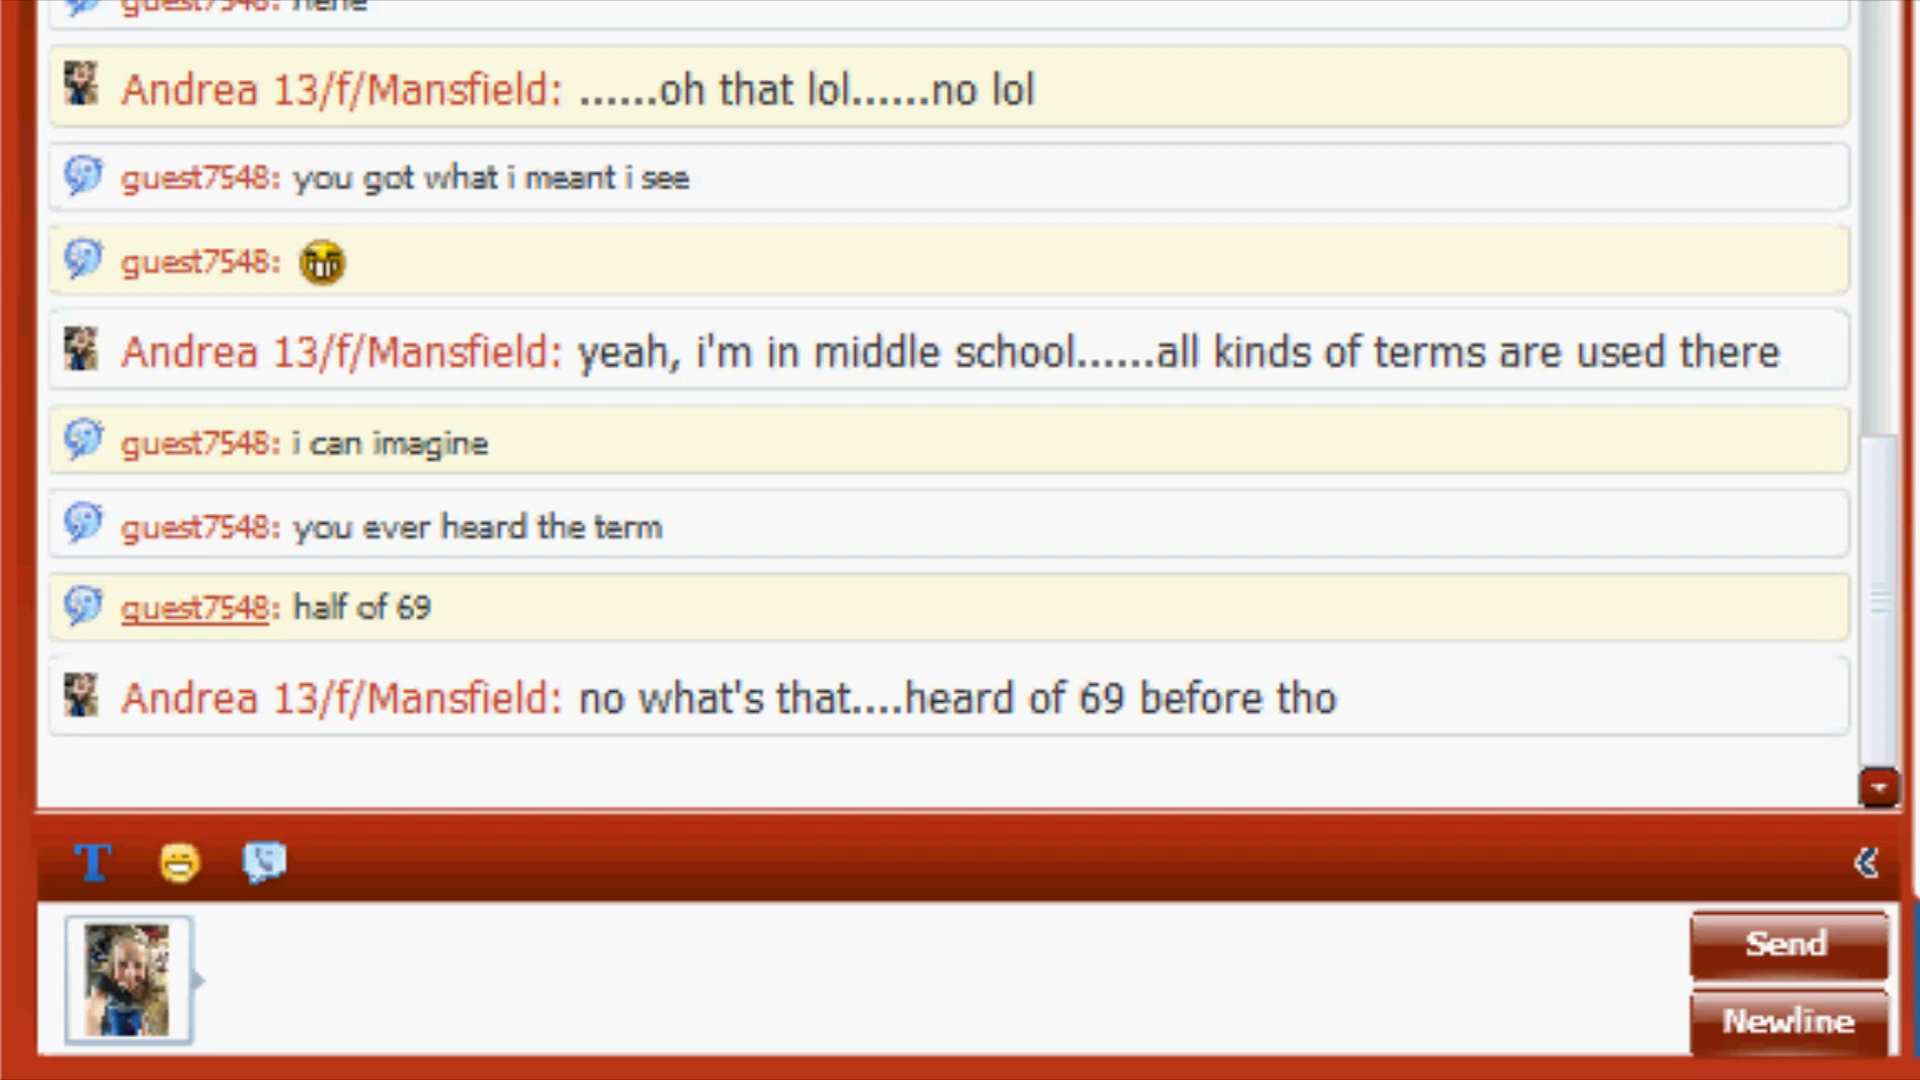 guest7548: hehe
Andrea 13/f/Mansfield: ......oh that lol......no lol
guest7548: you got what i meant i see
guest7548:
Andrea 13/f/Mansfield: yeah, i'm in middle school......all kinds of terms are used there
guest7548: i can imagine
guest7548: you ever heard the term
guest7548: half of 69
Andrea 13/f/Mansfield: no what's that....heard of 69 before tho
T
Send
Newline